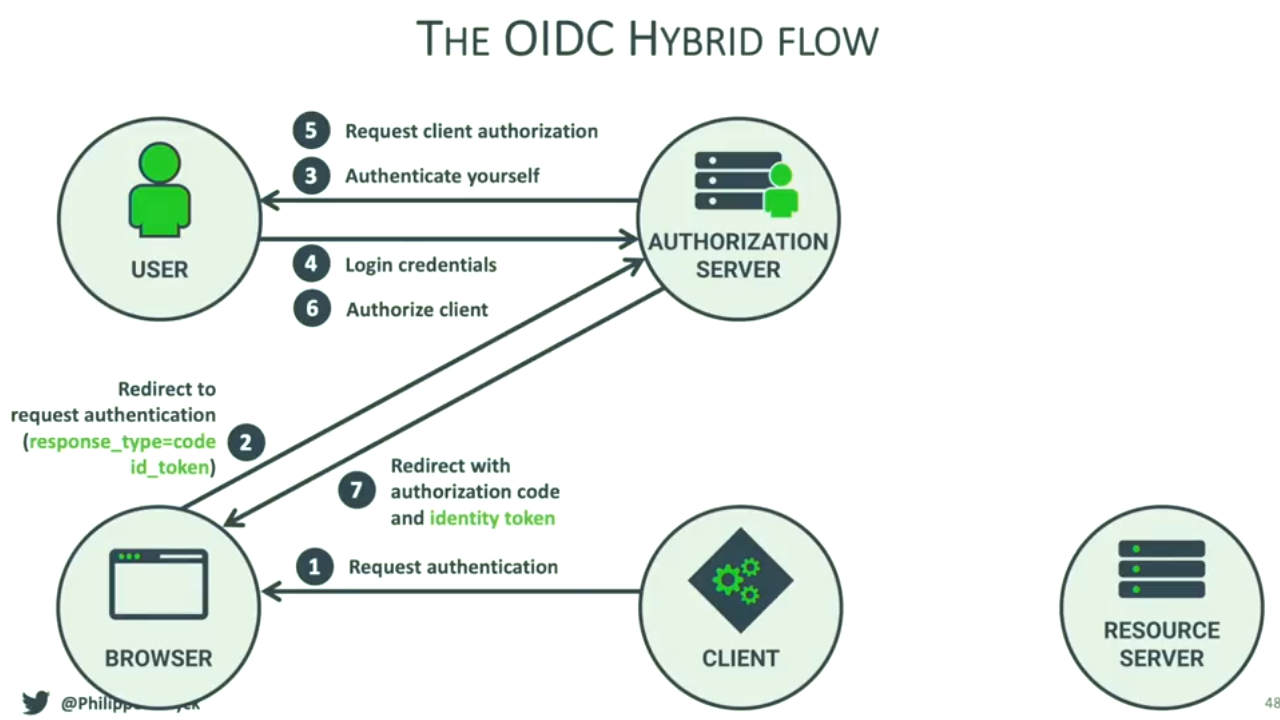 THE OIDC HYBRID FLOW
5 Request client authorization
3 Authenticate yourself
USER
AUTHORIZATION
SERVER
4 Login credentials
6 Authorize client
Redirect to
request authentication
(response_type=code
id_token)
2
7
Redirect with
authorization code
and identity token
1 Request authentication
BROWSER
CLIENT
RESOURCE
SERVER
48